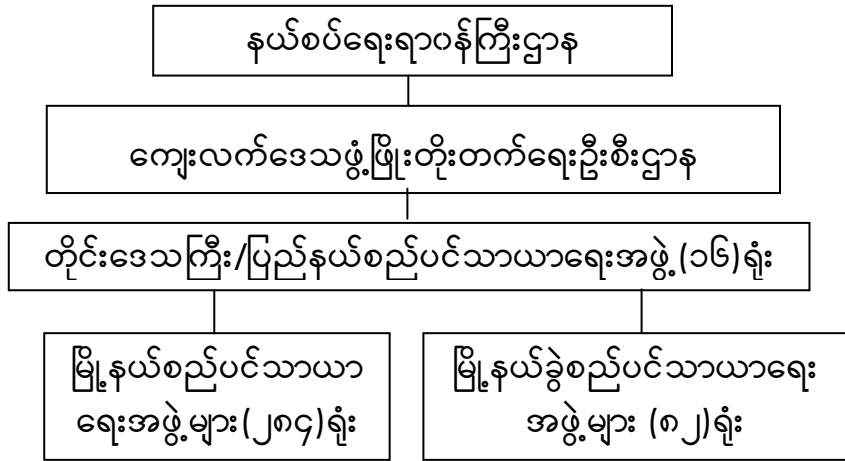 နယ်စပ်ရေးရာဝန်ကြီးဌာန
ကျေးလက်ဒေသဖွံ့ဖြိုးတိုးတက်ရေးဦးစီးဌာန
တိုင်းဒေသကြီး/ပြည်နယ်စည်ပင်သာယာရေးအဖွဲ့(၁၆)ရုံး
မြို့နယ်စည်ပင်သာယာ
ရေးအဖွဲ့များ(၂၈၄)ရုံး
မြို့နယ်ခွဲစည်ပင်သာယာရေး
အဖွဲ့များ (၈၂)ရုံး